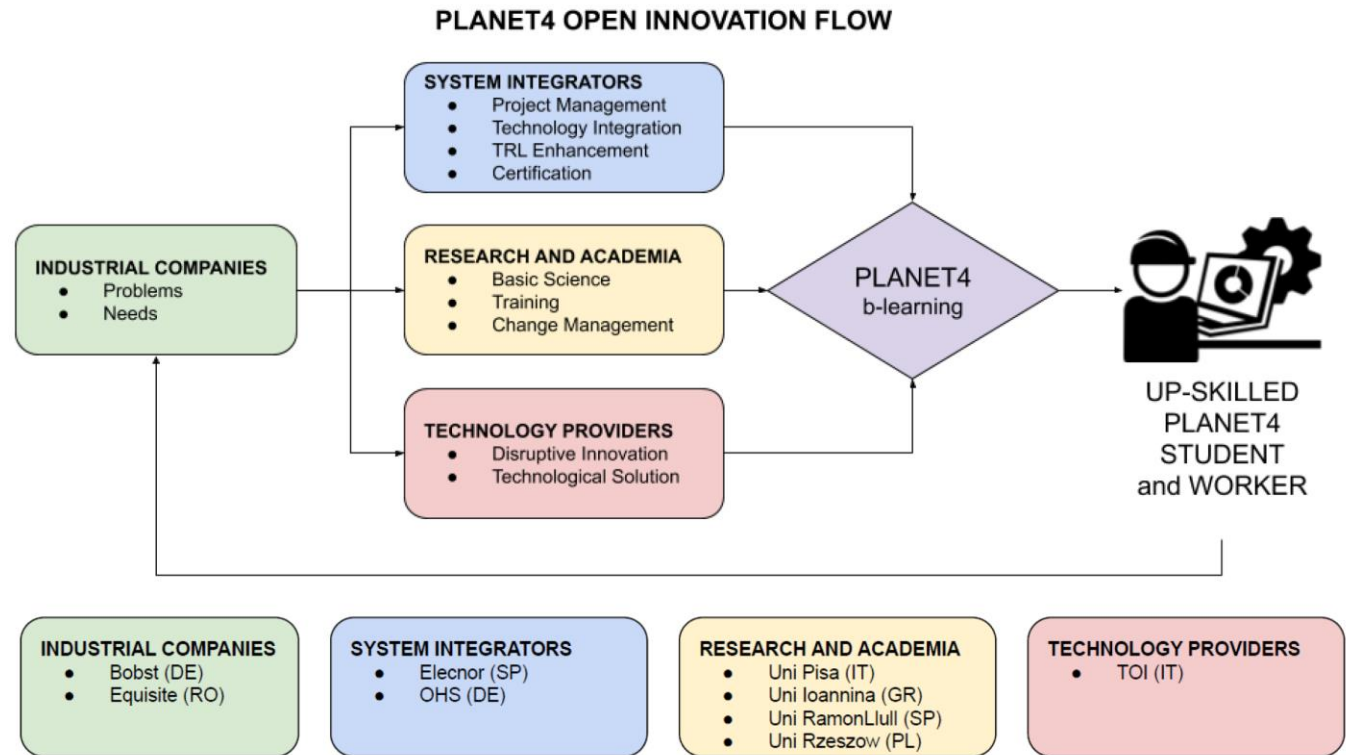 PLANET4 OPEN INNOVATION FLOW
SYSTEM INTEGRATORS
● Project Management
● Technology Integration
● TRL Enhancement
● Certification
INDUSTRIAL COMPANIES
● Problems
● Needs
RESEARCH AND ACADEMIA
● Basic Science
● Training
● Change Management
TECHNOLOGY PROVIDERS
● Disruptive Innovation
● Technological Solution
PLANET4
b-learning
UP-SKILLED
PLANET4
STUDENT
and WORKER
INDUSTRIAL COMPANIES
● Bobst (DE)
● Equisite (RO)
SYSTEM INTEGRATORS
● Elecnor (SP)
● OHS (DE)
RESEARCH AND ACADEMIA
● Uni Pisa (IT)
● Uni Ioannina (GR)
● Uni RamonLlull (SP)
● Uni Rzeszow (PL)
TECHNOLOGY PROVIDERS
● TOI (IT)